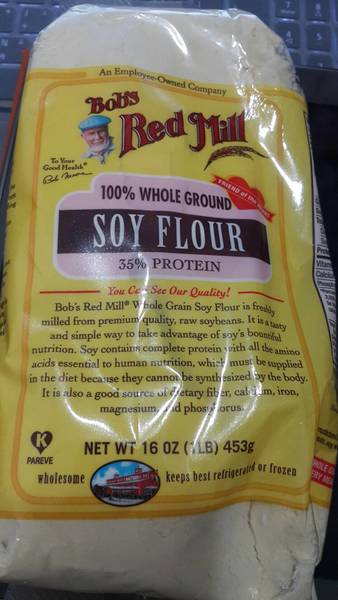 An Employee-Owned Company
Bob's
Red Mill
To Your
Good Health®
Bob Moore
FRIEND of the
100% WHOLE GROUND
SOY FLOUR
35% PROTEIN
You Can See Our Quality!
Bob's Red Mill® Whole Grain Soy Flour is freshly
milled from premium quality, raw soybeans. It is a tasty
and simple way to take advantage of soy's bountiful
nutrition. Soy contains complete protein with all the amino
acids essential to human nutrition, which must be supplied
in the diet because they cannot be synthesized by the body.
It is also a good source of dietary fiber, calcium, iron,
magnesium, and phosphorus.
K
PAREVE
NET WT 16 OZ (1LB) 453g
wholesome
keeps best refrigerated or frozen